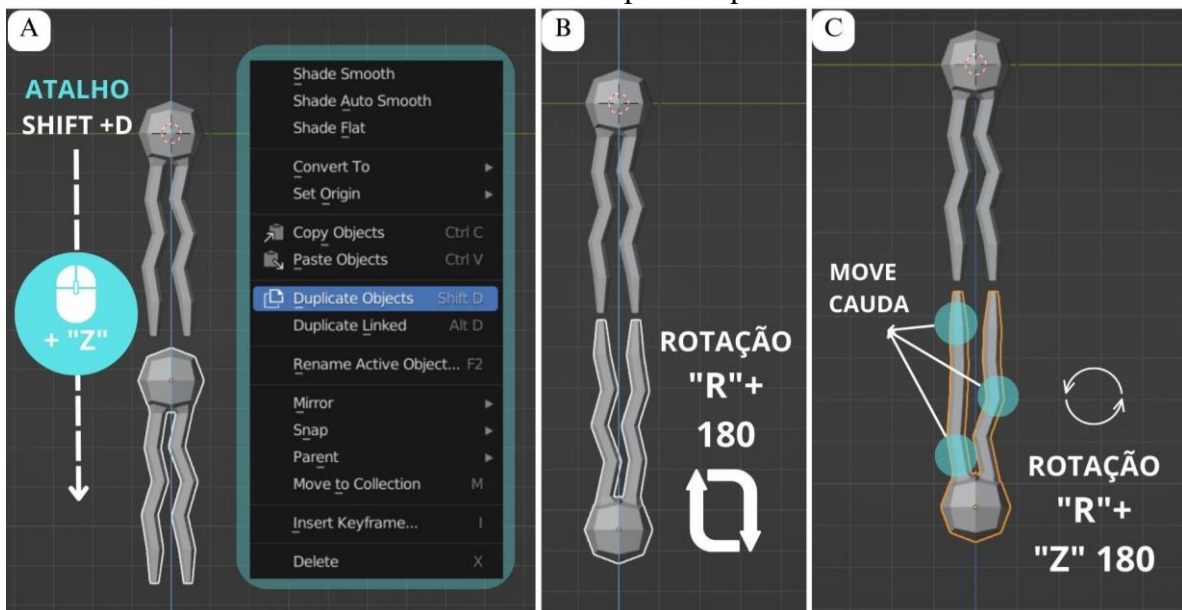 A
ATALHO
SHIFT +D
+ "Z"
Shade Smooth
Shade Auto Smooth
Shade Flat
Convert To
Set Origin
Copy Objects Ctrl C
Paste Objects Ctrl V
Duplicate Objects Shift D
Duplicate Linked Alt D
Rename Active Object... F2
Mirror
Snap
Parent
Move to Collection M
Insert Keyframe... I
Delete X
B
ROTAÇÃO
"R"+
180
C
MOVE
CAUDA
ROTAÇÃO
"R"+
"Z" 180